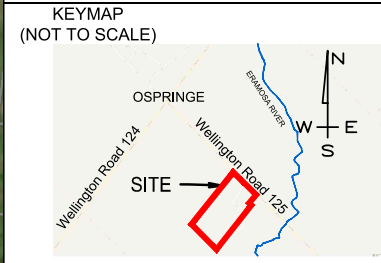 KEYMAP
(NOT TO SCALE)
N
ERAMOSA RIVER
OSPRINGE
W E
S
Wellington Road 124
Wellington Road 125
SITE